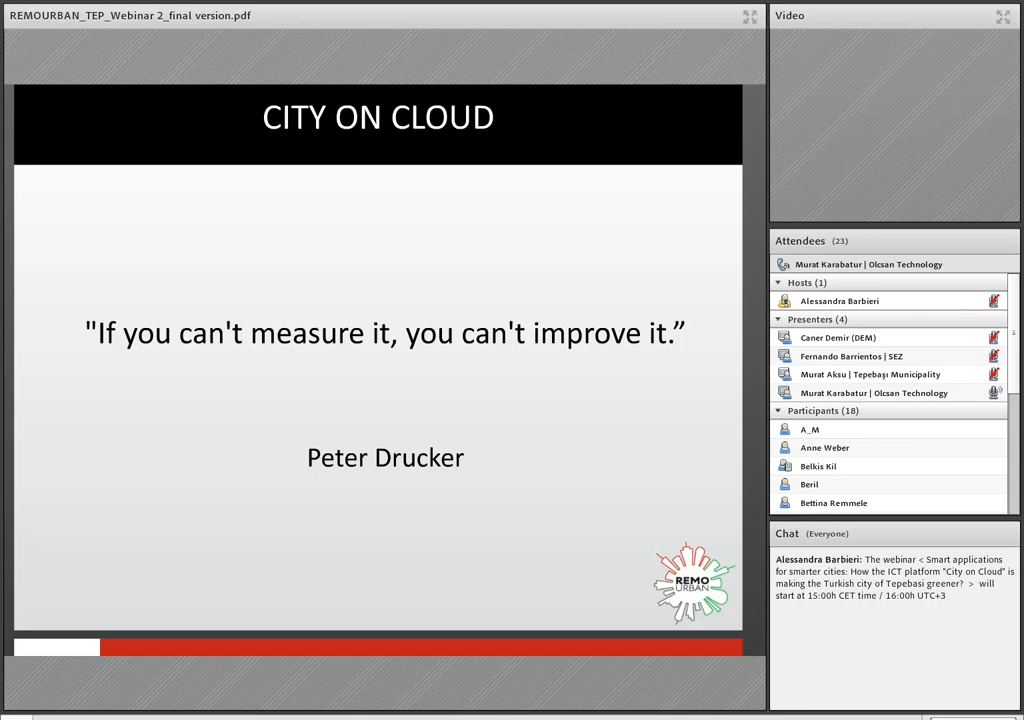 REMOURBAN_TEP_Webinar 2_final version.pdf
CITY ON CLOUD
"If you can't measure it, you can't improve it.”
Peter Drucker
REMO
URBAN
Video
Attendees (23)
Murat Karabatur | Olcsan Technology
Hosts (1)
Alessandra Barbieri
Presenters (4)
Caner Demir (DEM)
Fernando Barrientos | SEZ
Murat Aksu | Tepebaşı Municipality
Murat Karabatur | Olcsan Technology
Participants (18)
A_M
Anne Weber
Belkis Kil
Beril
Bettina Remmele
Chat (Everyone)
Alessandra Barbieri: The webinar < Smart applications
for smarter cities: How the ICT platform "City on Cloud" is
making the Turkish city of Tepebasi greener? > will
start at 15:00h CET time / 16:00h UTC+3